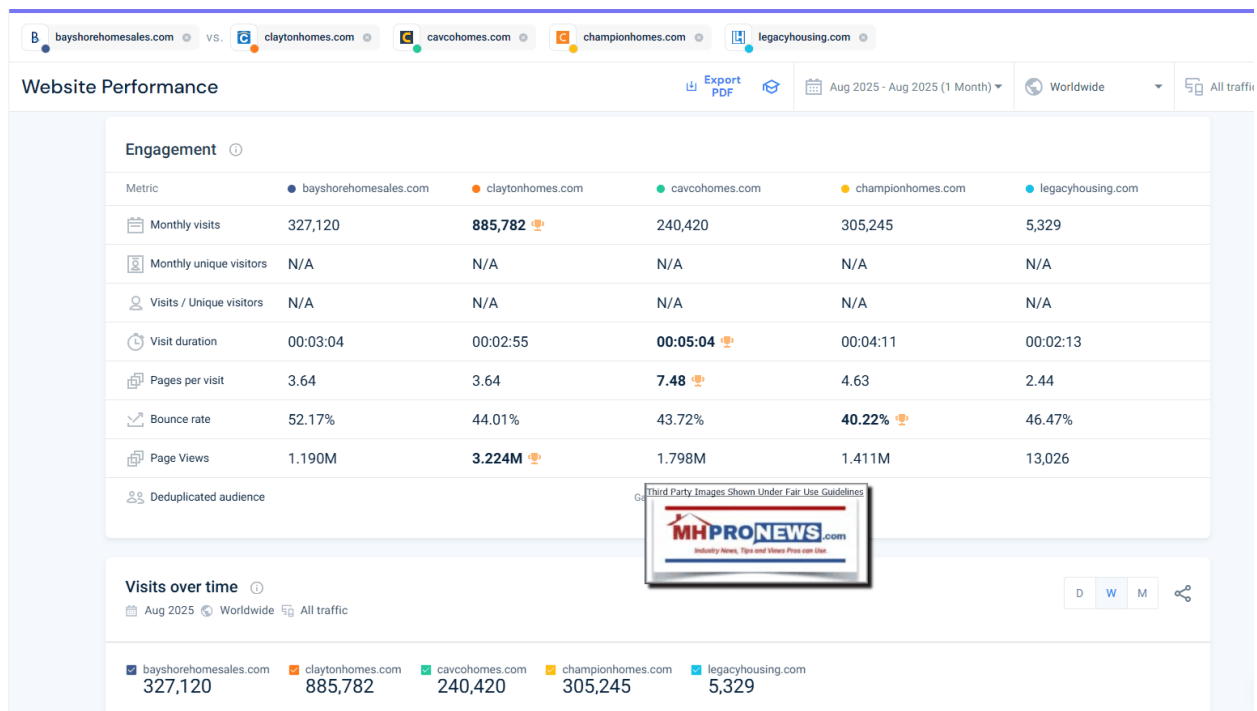 B bayshorehomesales.com vs. C claytonhomes.com C cavcohomes.com C championhomes.com legacyhousing.com
Website Performance
Export PDF
Aug 2025 - Aug 2025 (1 Month)
Worldwide
All traffic
Engagement
Metric bayshorehomesales.com claytonhomes.com cavcohomes.com championhomes.com legacyhousing.com
Monthly visits 327,120 885,782 240,420 305,245 5,329
Monthly unique visitors N/A N/A N/A N/A N/A
Visits / Unique visitors N/A N/A N/A N/A N/A
Visit duration 00:03:04 00:02:55 00:05:04 00:04:11 00:02:13
Pages per visit 3.64 3.64 7.48 4.63 2.44
Bounce rate 52.17% 44.01% 43.72% 40.22% 46.47%
Page Views 1.190M 3.224M 1.798M 1.411M 13,026
Deduplicated audience
Third Party Images Shown Under Fair Use Guidelines
MHPRONEWS.com
Industry News, Tips and Views Pros can Use.
Visits over time
Aug 2025 Worldwide All traffic
D W M
bayshorehomesales.com claytonhomes.com cavcohomes.com championhomes.com legacyhousing.com
327,120 885,782 240,420 305,245 5,329